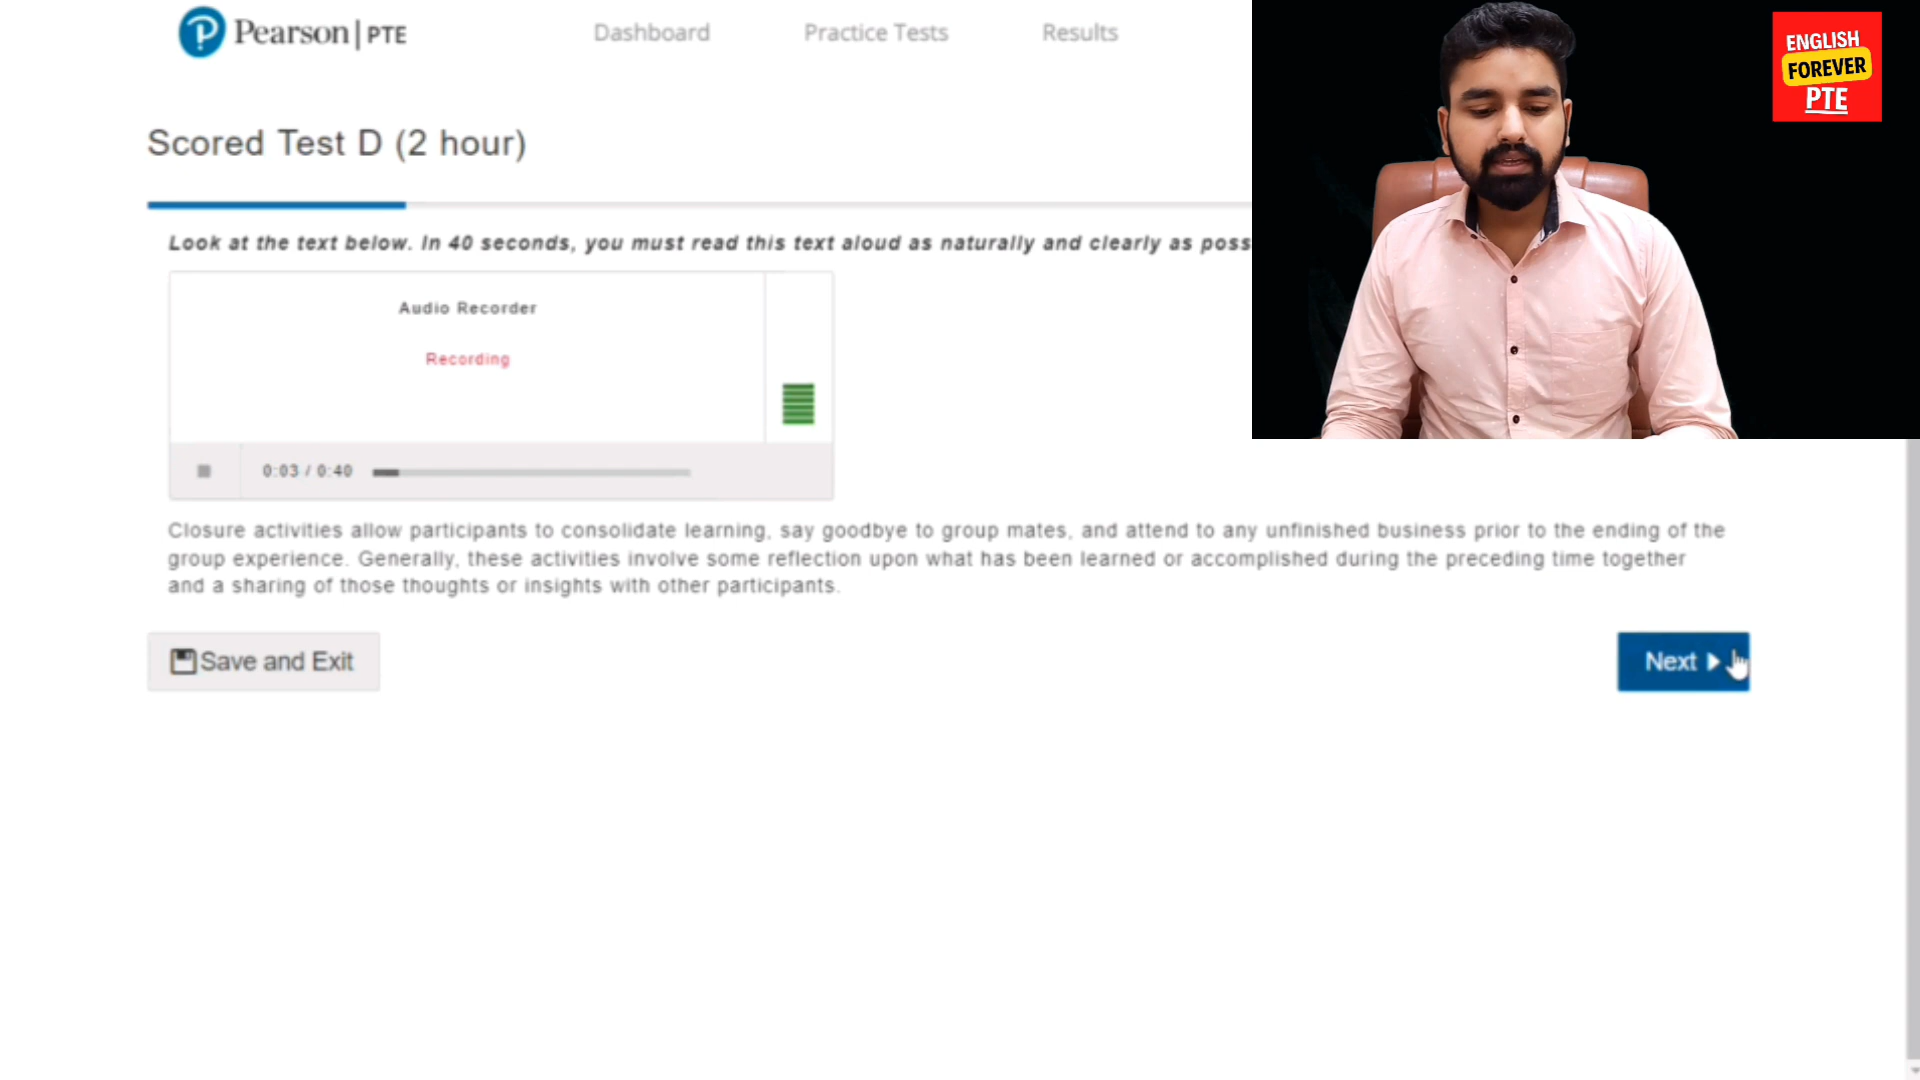 Pearson | PTE
Dashboard
Practice Tests
Results
ENGLISH
FOREVER
PTE
Scored Test D (2 hour)
Look at the text below. In 40 seconds, you must read this text aloud as naturally and clearly as poss
Audio Recorder
Recording
0:03 / 0:40
Closure activities allow participants to consolidate learning, say goodbye to group mates, and attend to any unfinished business prior to the ending of the
group experience. Generally, these activities involve some reflection upon what has been learned or accomplished during the preceding time together
and a sharing of those thoughts or insights with other participants.
Save and Exit
Next